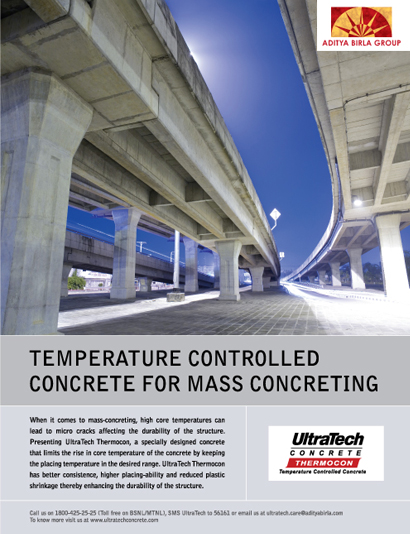 ADITYA BIRLA GROUP
TEMPERATURE CONTROLLED
CONCRETE FOR MASS CONCRETING
When it comes to mass-concreting, high core temperatures can
lead to micro cracks affecting the durability of the structure.
Presenting UltraTech Thermocon, a specially designed concrete
that limits the rise in core temperature of the concrete by keeping
the placing temperature in the desired range. UltraTech Thermocon
has better consistence, higher placing-ability and reduced plastic
shrinkage thereby enhancing the durability of the structure.
UltraTech
CONCRETE
THERMOCON
Temperature Controlled Concrete
Call us on 1800-425-25-25 (Toll free on BSNL/MTNL), SMS UltraTech to 56161 or email us at ultratech.care@adityabirla.com
To know more visit us at www.ultratechconcrete.com